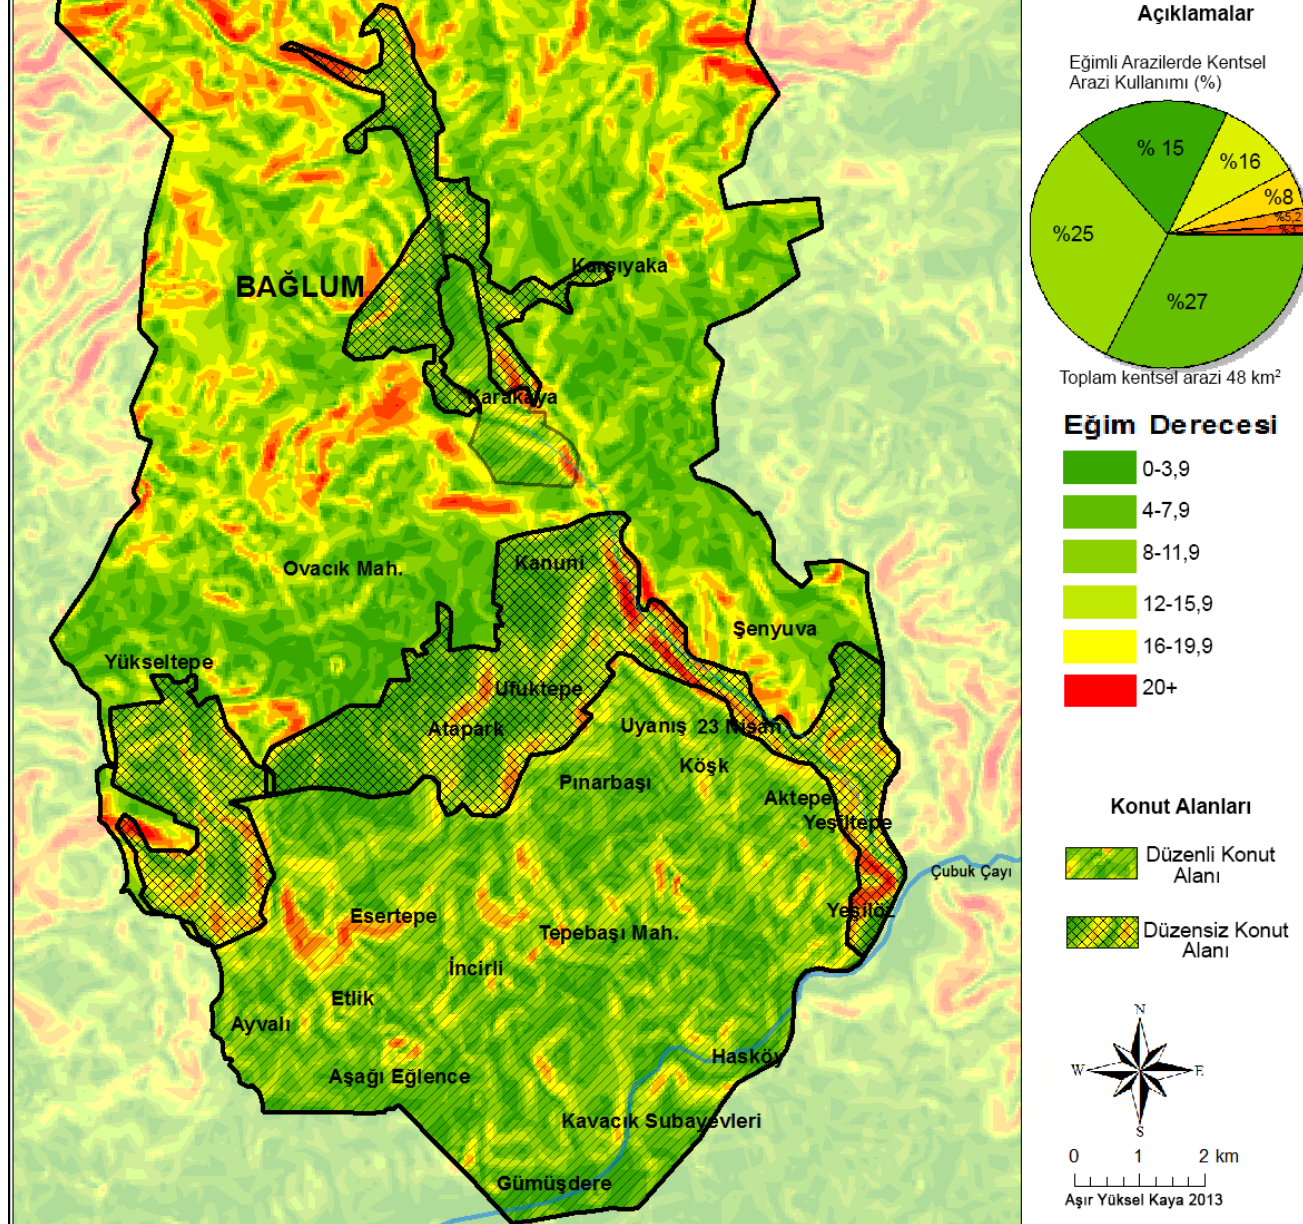 Açıklamalar
Eğimli Arazilerde Kentsel
Arazi Kullanımı (%)
% 15
%16
%8
%5,2
%25
%27
Toplam kentsel arazi 48 km²
Eğim Derecesi
0-3,9
4-7,9
8-11,9
12-15,9
16-19,9
20+
Konut Alanları
Düzenli Konut
Alanı
Düzensiz Konut
Alanı
N
W
E
S
0 1 2 km
Aşır Yüksel Kaya 2013
Karşıyaka
BAĞLUM
Karakaya
Kanuni
Ovacık Mah.
Şenyuva
Yükseltepe
Ufuktepe
Atapark
Uyanış
23 Nisan
Köşk
Pınarbaşı
Aktepe
Yeşiltepe
Çubuk Çayı
Yeşilöz
Esertepe
Tepebaşı Mah.
İncirli
Etlik
Ayvalı
Hasköy
Aşağı Eğlence
Kavacık Subayevleri
Gümüşdere